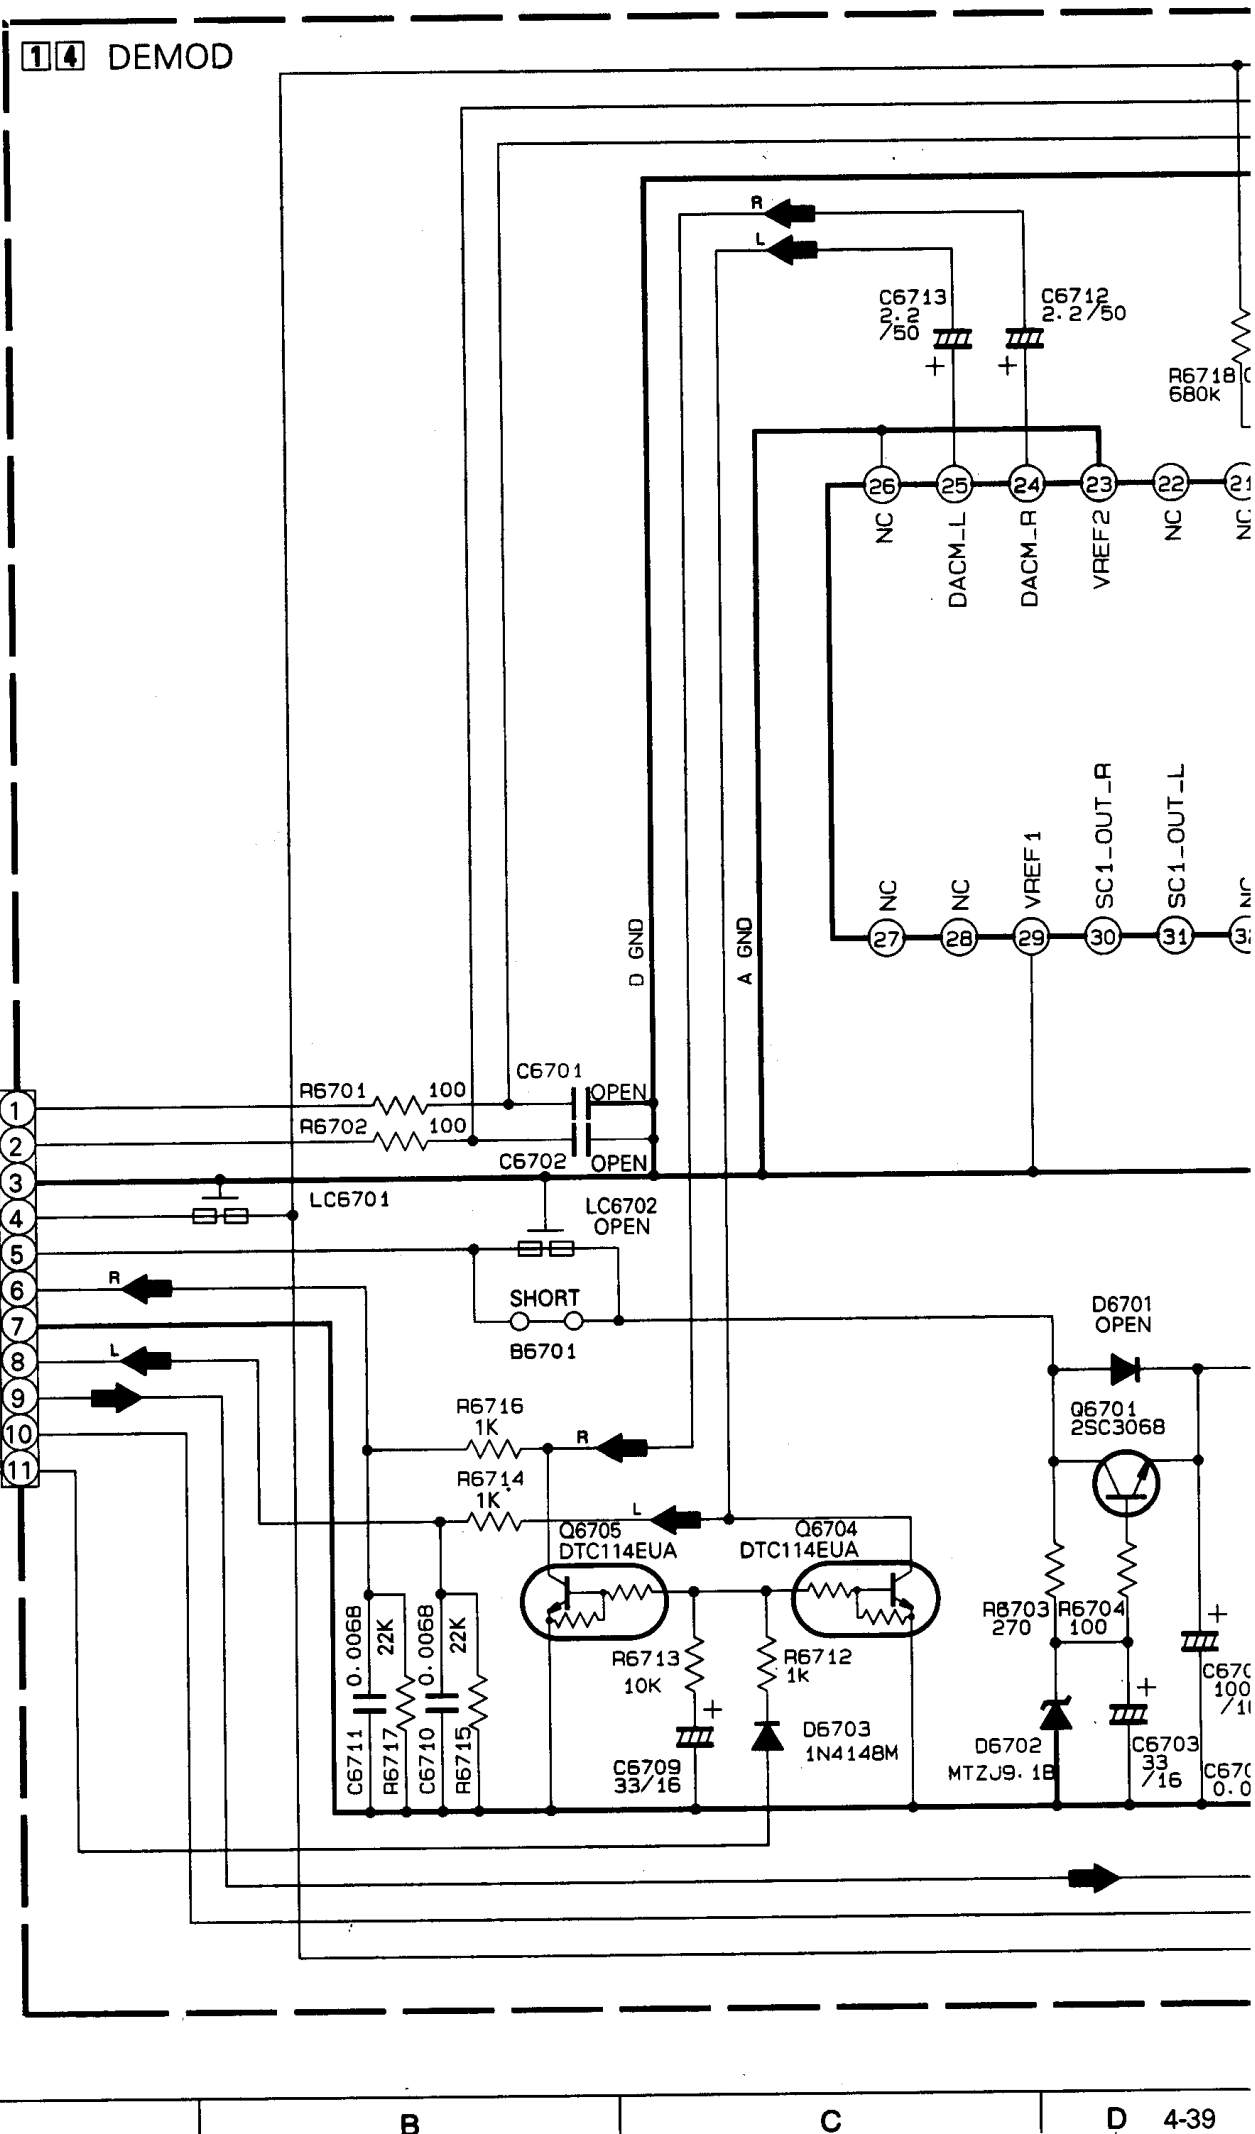 14 DEMOD
R
L
C6713
2.2
/50
C6712
2.2/50
+
+
R6718
680K
26
25
24
23
22
21
NC
DACM_L
DACM_R
VREF2
NC
NC
NC
NC
VREF1
SC1_OUT_R
SC1_OUT_L
NC
27
28
29
30
31
D GND
A GND
C6701
OPEN
R6701
100
R6702
100
C6702
OPEN
1
2
3
4
5
6
7
8
9
10
11
LC6701
LC6702
OPEN
R
SHORT
B6701
L
D6701
OPEN
Q6701
2SC3068
R6716
1K
R
R6714
1K
L
Q6705
DTC114EUA
Q6704
DTC114EUA
0.0068
22K
0.0068
22K
C6711
R6717
C6710
R6715
R6713
10K
R6712
1K
R6703
270
R6704
100
+
+
+
C6709
33/16
D6703
1N4148M
D6702
MTZJ9.1B
C6703
33
/16
B
C
D
4-39